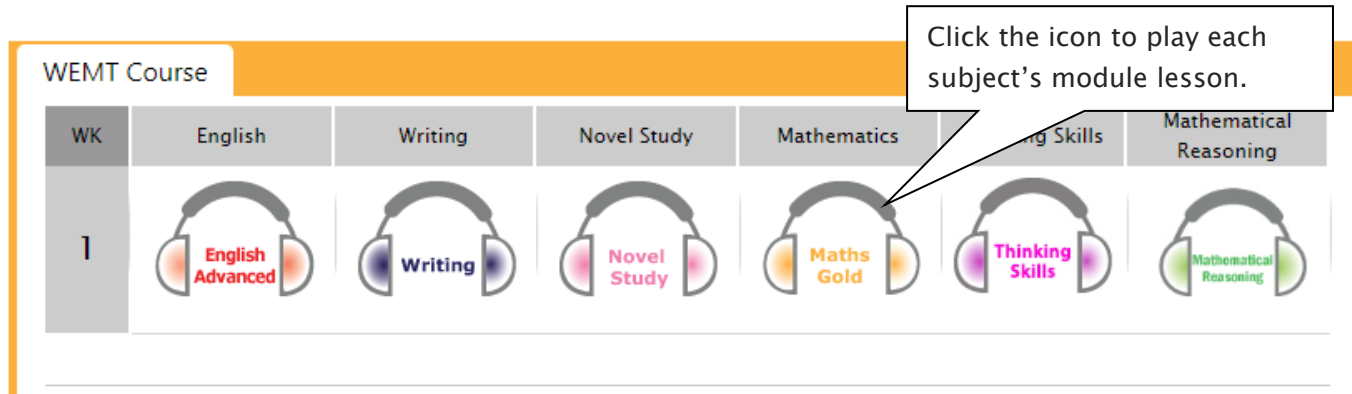 Click the icon to play each
subject's module lesson.
WEMT Course
WK
English
Writing
Novel Study
Mathematics
ng Skills
Mathematical
Reasoning
1
English
Advanced
Writing
Novel
Study
Maths
Gold
Thinking
Skills
Mathematical
Reasoning